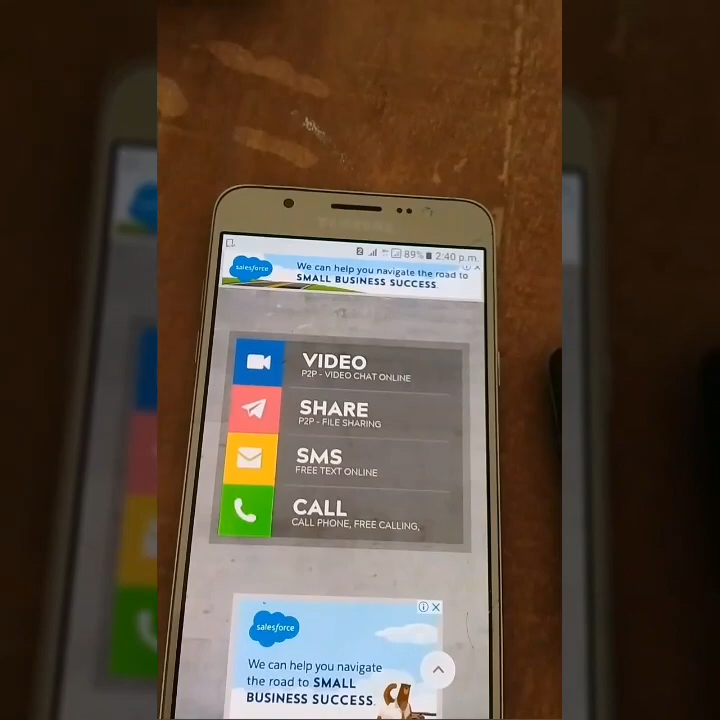 SAMSUNG
89% 2:40 p.m.
salesforce
We can help you navigate the road to
SMALL BUSINESS SUCCESS
VIDEO
P2P - VIDEO CHAT ONLINE
SHARE
P2P - FILE SHARING
SMS
FREE TEXT ONLINE
CALL
CALL PHONE, FREE CALLING,
salesforce
We can help you navigate
the road to SMALL
BUSINESS SUCCESS.